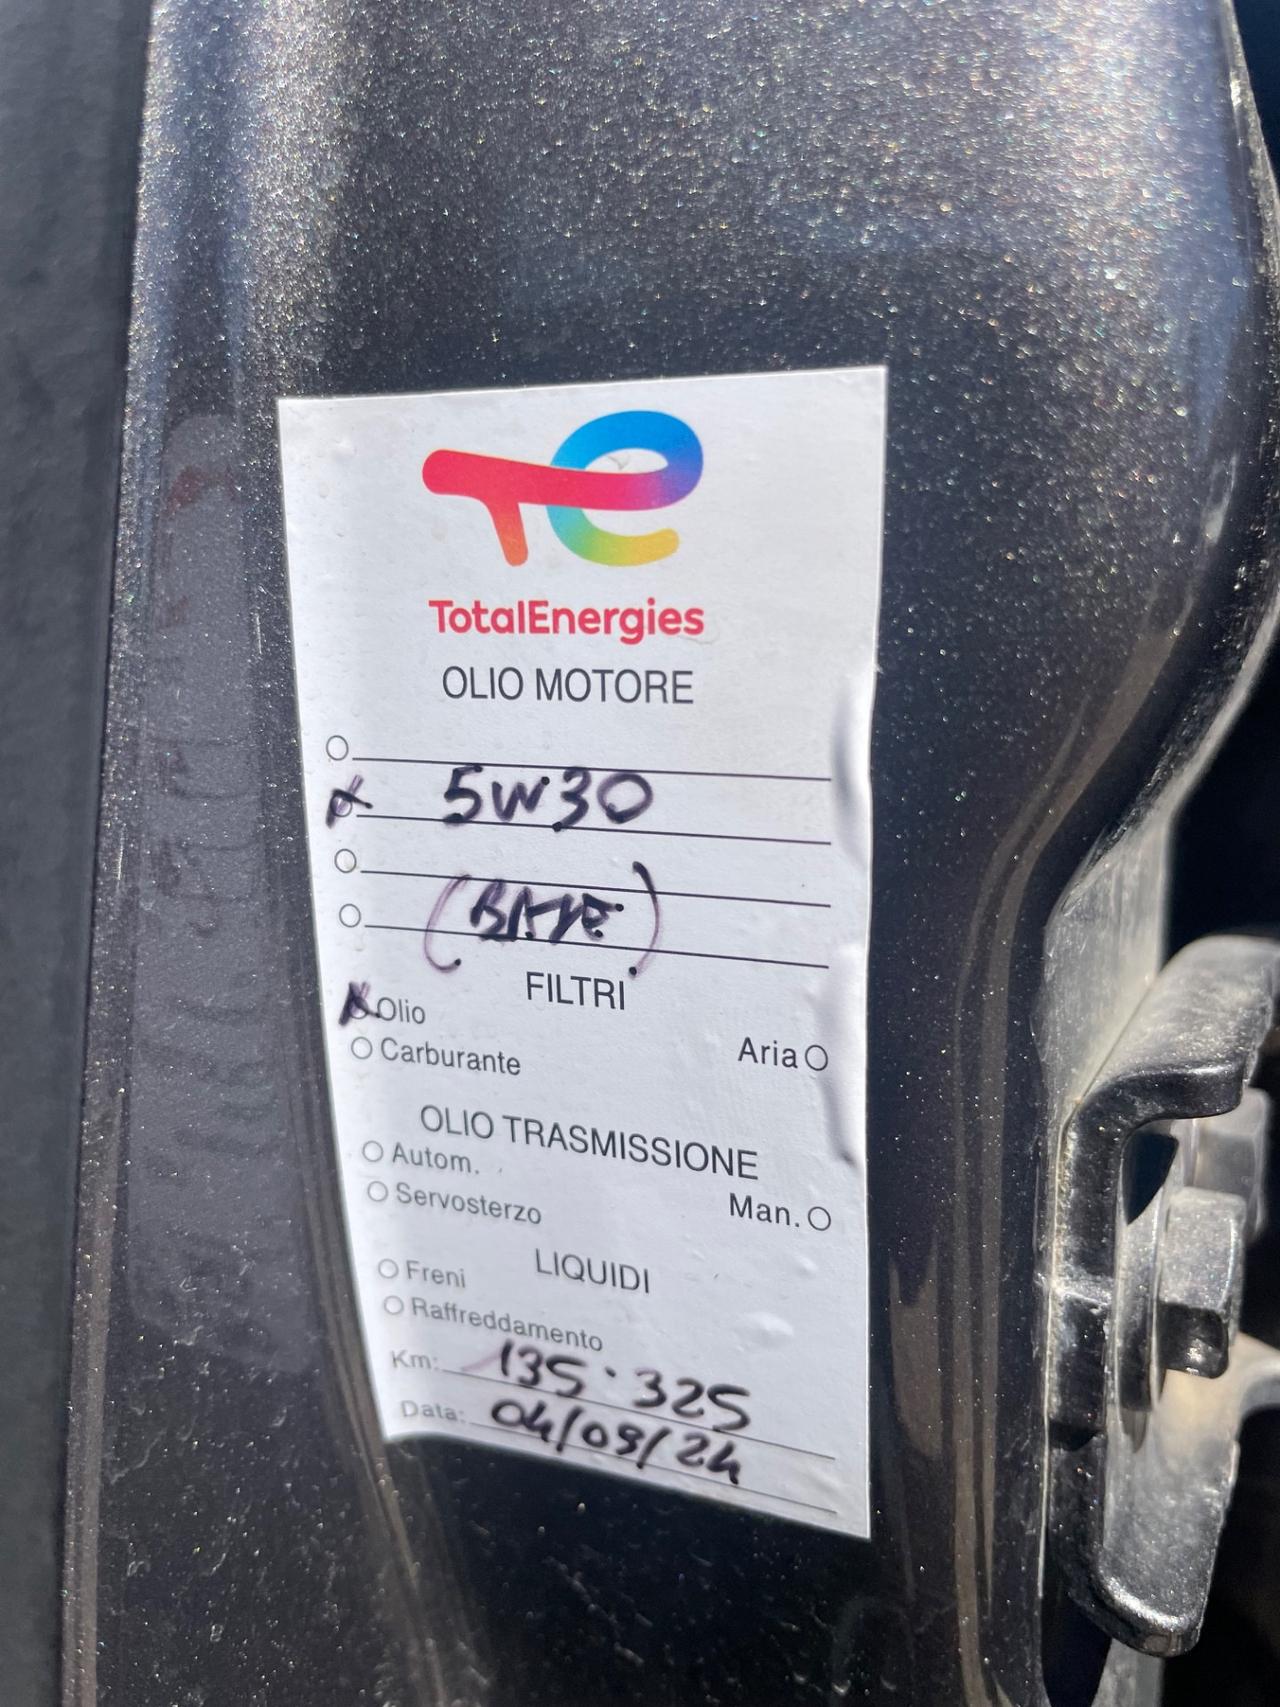 TotalEnergies
OLIO MOTORE
5W30
(BASE)
FILTRI
Olio
Aria
Carburante
OLIO TRASMISSIONE
Autom.
Man.
Servosterzo
LIQUIDI
Freni
Raffreddamento
Km: 135.325
Data: 04/09/24